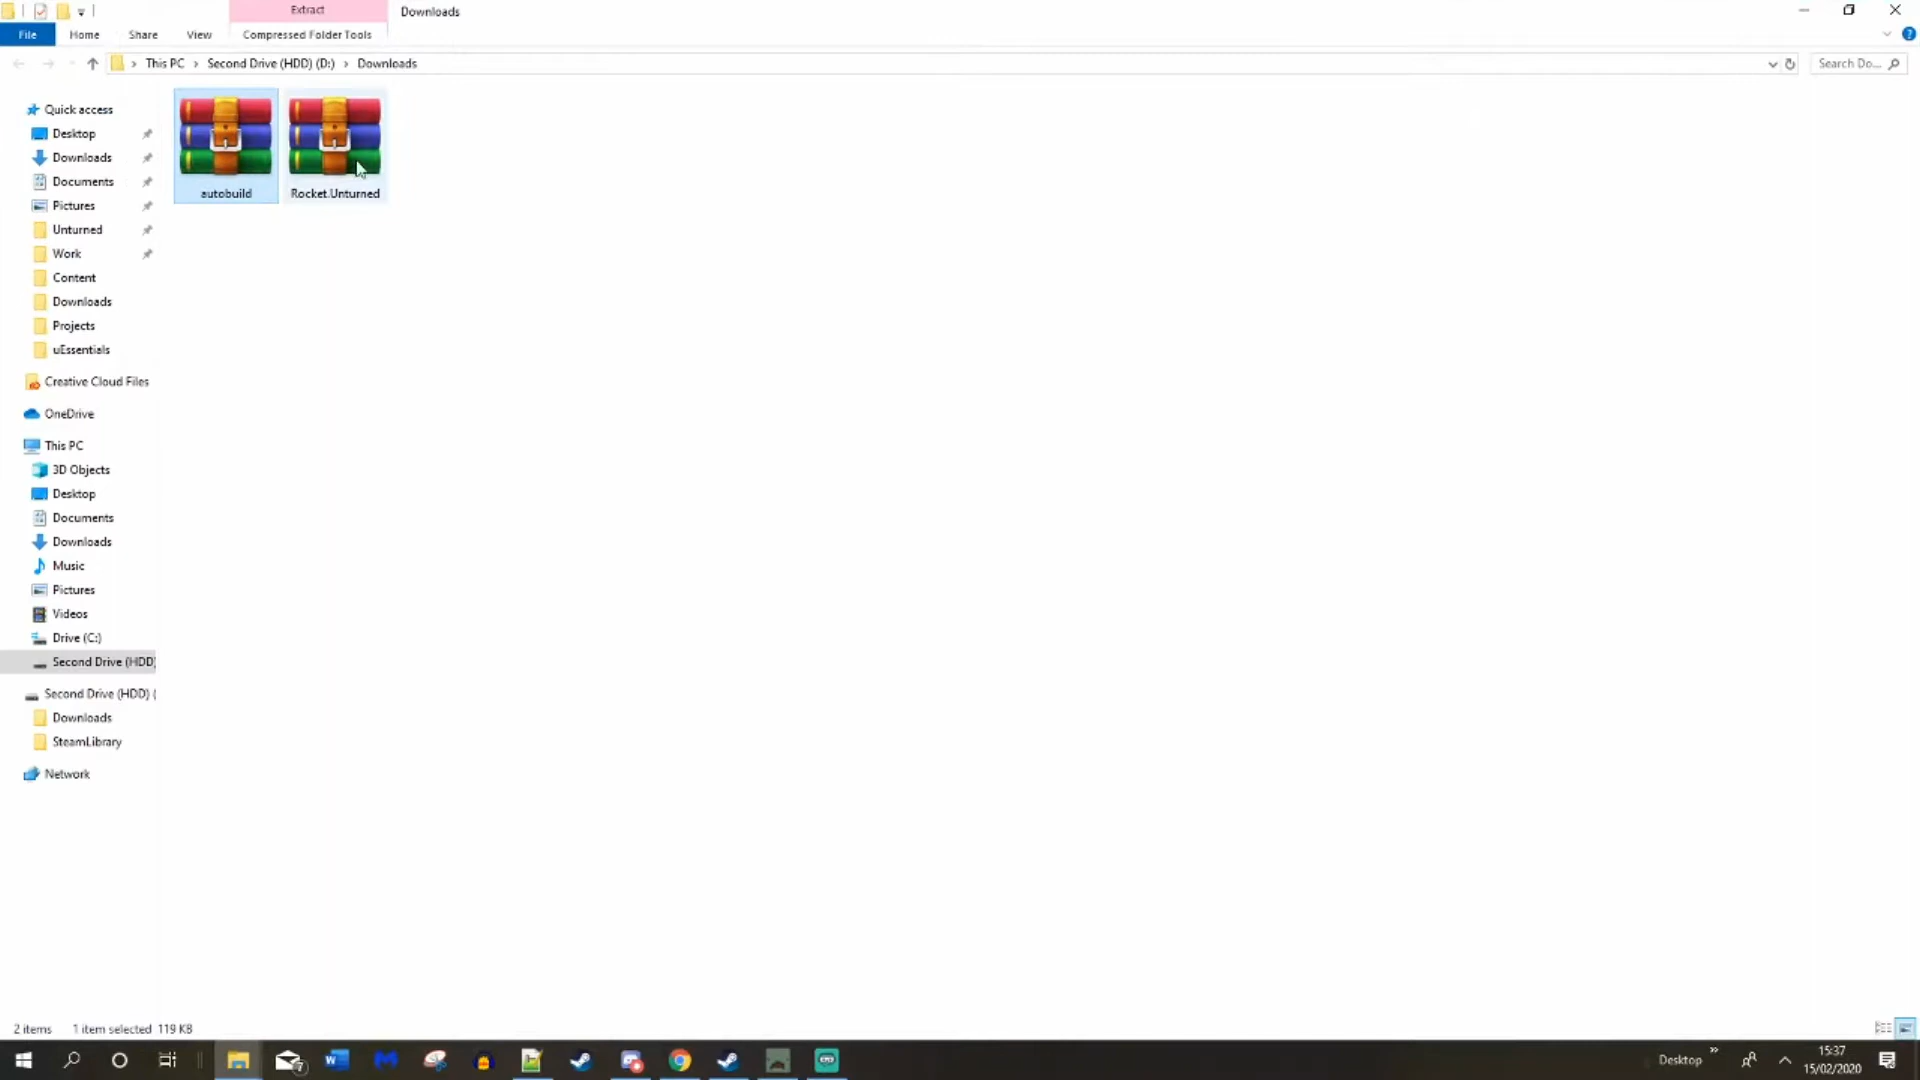 Extract
Downloads
File
Home
Share
View
Compressed Folder Tools
This PC
Second Drive (HDD) (D:)
Downloads
Search Do...
Quick access
Desktop
Downloads
Documents
Pictures
Unturned
Work
Content
Downloads
Projects
uEssentials
Creative Cloud Files
OneDrive
This PC
3D Objects
Desktop
Documents
Downloads
Music
Pictures
Videos
Drive (C:)
Second Drive (HDD)
Second Drive (HDD) (
Downloads
SteamLibrary
Network
autobuild
Rocket.Unturned
2 items
1 item selected 119 KB
Desktop
15:37
15/02/2020